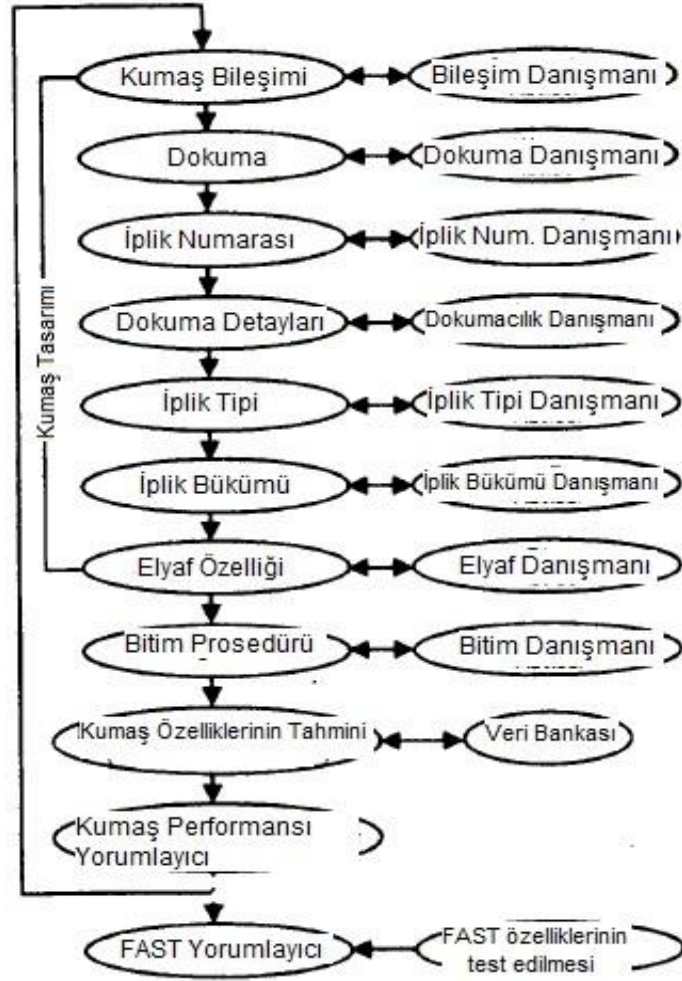 Kumaş Bileşimi
Bileşim Danışmanı
Dokuma
Dokuma Danışmanı
İplik Numarası
İplik Num. Danışmanı
Kumaş Tasarımı
Dokuma Detayları
Dokumacılık Danışmanı
İplik Tipi
İplik Tipi Danışmanı
İplik Bükümü
İplik Bükümü Danışmanı
Elyaf Özelliği
Elyaf Danışmanı
Bitim Prosedürü
Bitim Danışmanı
Kumaş Özelliklerinin Tahmini
Veri Bankası
Kumaş Performansı
Yorumlayıcı
FAST Yorumlayıcı
FAST özelliklerinin
test edilmesi